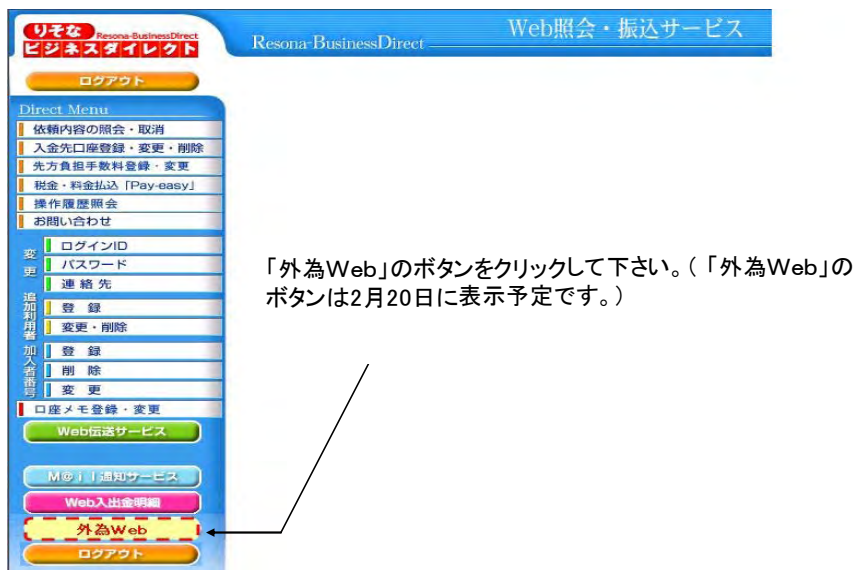 りそな Resona-BusinessDirect
ビジネスダイレクト
Resona-BusinessDirect
Web照会・振込サービス
ログアウト
Direct Menu
依頼内容の照会・取消
入金先口座登録・変更・削除
先方負担手数料登録・変更
税金・料金払込「Pay-easy」
操作履歴照会
お問い合わせ
変更
ログインID
パスワード
連絡先
追加利用者
登 録
変更・削除
加入者番号
登 録
削 除
変 更
口座メモ登録・変更
Web伝送サービス
M@il通知サービス
Web入出金明細
外為Web
ログアウト
「外為Web」のボタンをクリックして下さい。(「外為Web」の
ボタンは2月20日に表示予定です。)